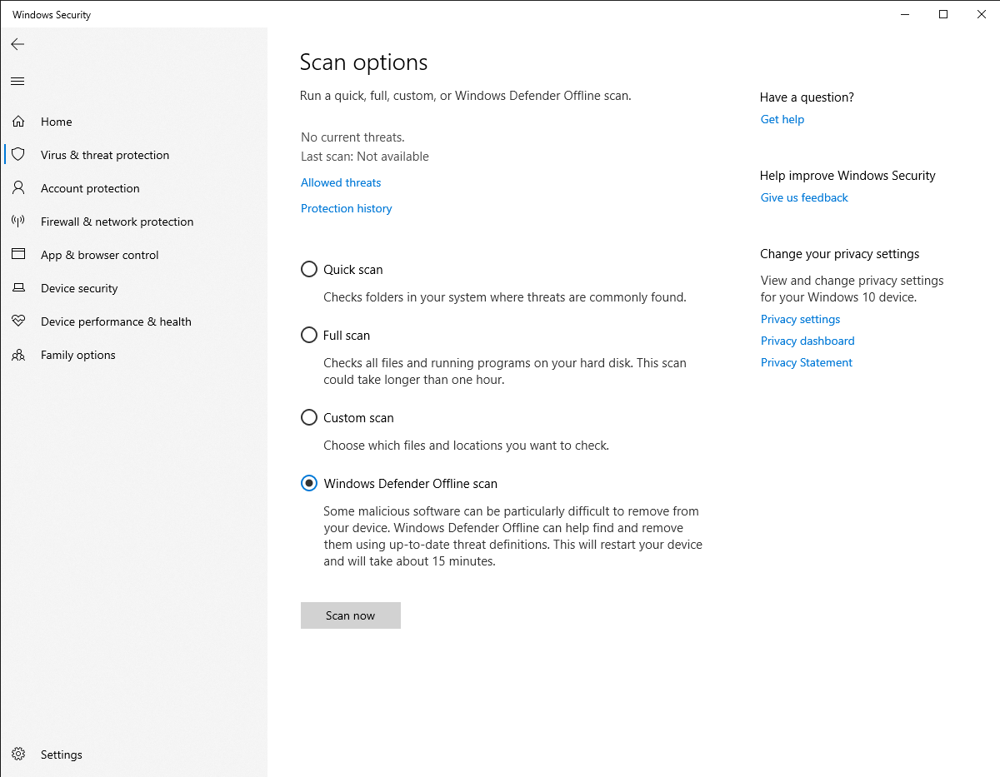 Windows Security
Home
Virus & threat protection
Account protection
Firewall & network protection
App & browser control
Device security
Device performance & health
Family options
Settings
Scan options
Run a quick, full, custom, or Windows Defender Offline scan.
No current threats.
Last scan: Not available
Allowed threats
Protection history
Quick scan
Checks folders in your system where threats are commonly found.
Full scan
Checks all files and running programs on your hard disk. This scan
could take longer than one hour.
Custom scan
Choose which files and locations you want to check.
Windows Defender Offline scan
Some malicious software can be particularly difficult to remove from
your device. Windows Defender Offline can help find and remove
them using up-to-date threat definitions. This will restart your device
and will take about 15 minutes.
Scan now
Have a question?
Get help
Help improve Windows Security
Give us feedback
Change your privacy settings
View and change privacy settings
for your Windows 10 device.
Privacy settings
Privacy dashboard
Privacy Statement